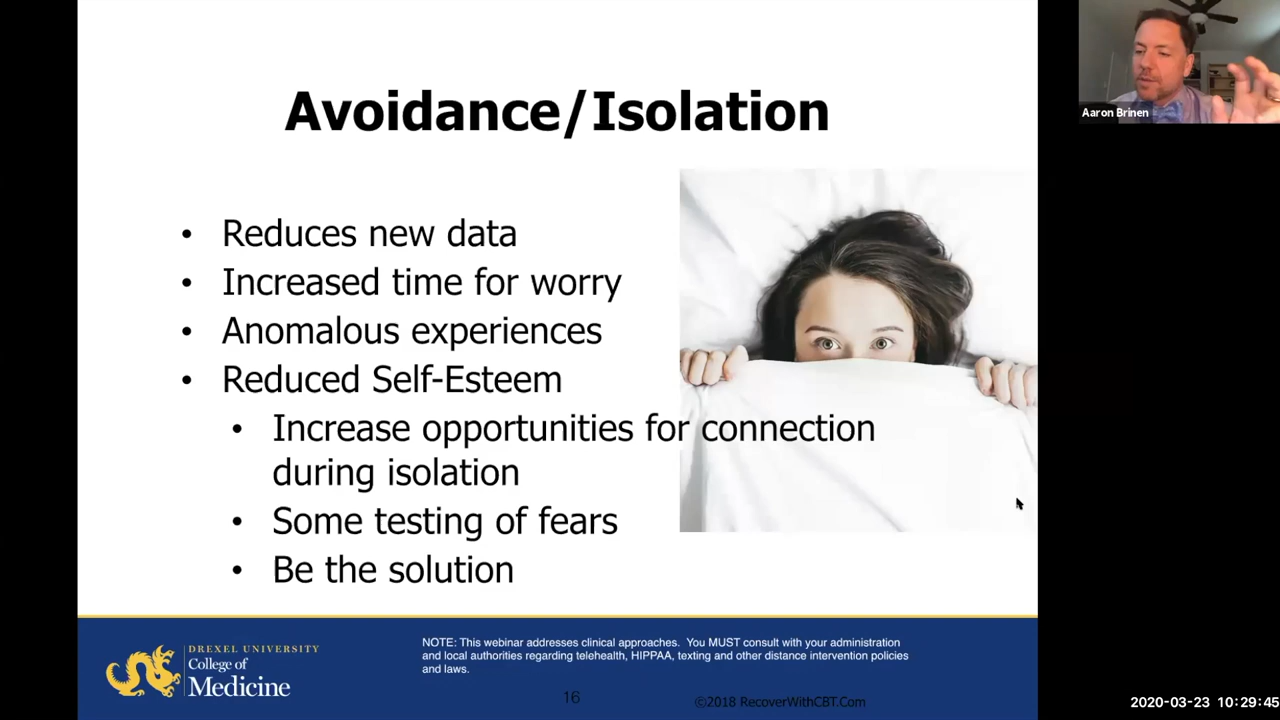 Avoidance/Isolation
Aaron Brinen
• Reduces new data
• Increased time for worry
• Anomalous experiences
• Reduced Self-Esteem
• Increase opportunities for connection
during isolation
• Some testing of fears
• Be the solution
DREXEL UNIVERSITY
College of
Medicine
NOTE: This webinar addresses clinical approaches. You MUST consult with your administration
and local authorities regarding telehealth, HIPPAA, texting and other distance intervention policies
and laws.
16
©2018 RecoverWithCBT.Com
2020-03-23 10:29:45